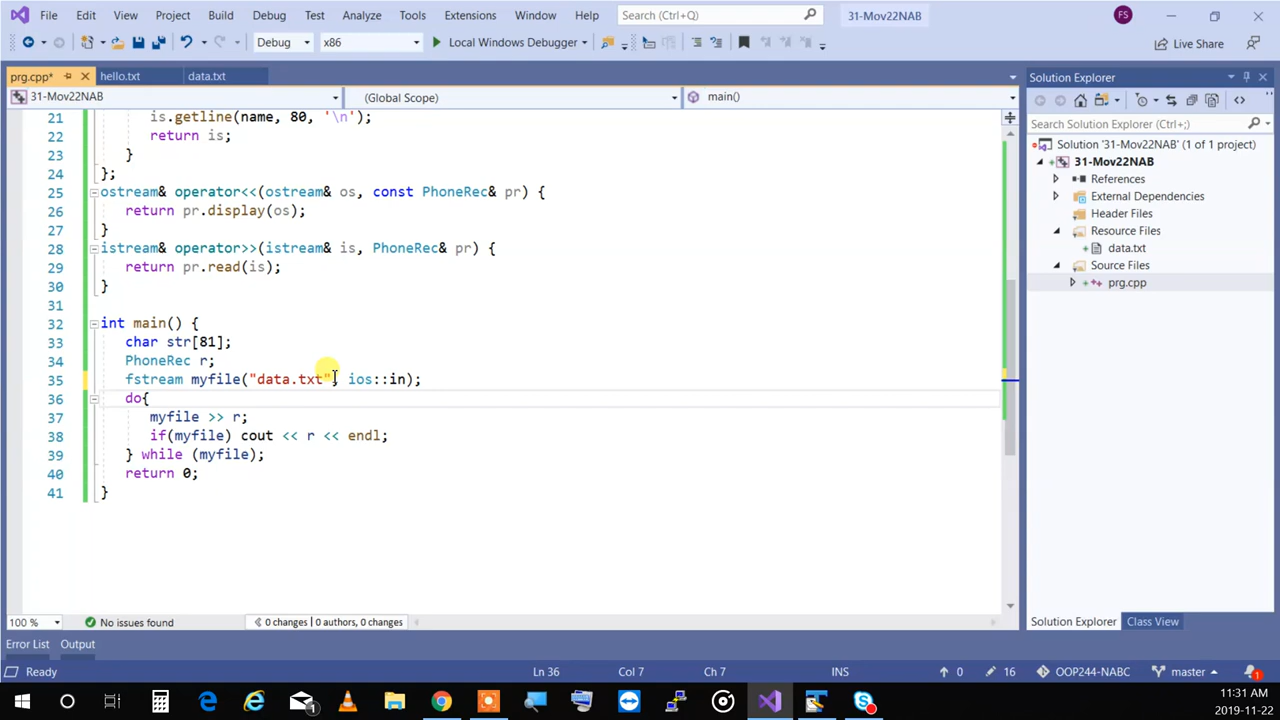 File Edit View Project Build Debug Test Analyze Tools Extensions Window Help Search (Ctrl+Q) 31-Mov22NAB FS
Debug x86 Local Windows Debugger Live Share
prg.cpp* hello.txt data.txt
31-Mov22NAB (Global Scope) main()
21 is.getline(name, 80, '\n');
22 return is;
23 }
24 };
25 ostream& operator<<(ostream& os, const PhoneRec& pr) {
26 return pr.display(os);
27 }
28 istream& operator>>(istream& is, PhoneRec& pr) {
29 return pr.read(is);
30 }
31
32 int main() {
33 char str[81];
34 PhoneRec r;
35 fstream myfile("data.txt", ios::in);
36 do{
37 myfile >> r;
38 if(myfile) cout << r << endl;
39 } while (myfile);
40 return 0;
41 }
100 % No issues found 0 changes | 0 authors, 0 changes
Solution Explorer
Search Solution Explorer (Ctrl+;)
Solution '31-Mov22NAB' (1 of 1 project)
31-Mov22NAB
References
External Dependencies
Header Files
Resource Files
data.txt
Source Files
prg.cpp
Solution Explorer Class View
Error List Output
Ready Ln 36 Col 7 Ch 7 INS 0 16 OOP244-NABC master 1
1
11:31 AM
2019-11-22